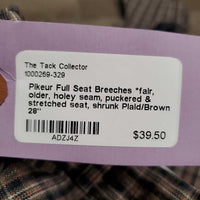 The Tack Collector
1000269-329
Pikeur Full Seat Breeches *fair,
older, holey seam, puckered &
stretched seat, shrunk Plaid/Brown
28"
$39.50
ADZJ4Z